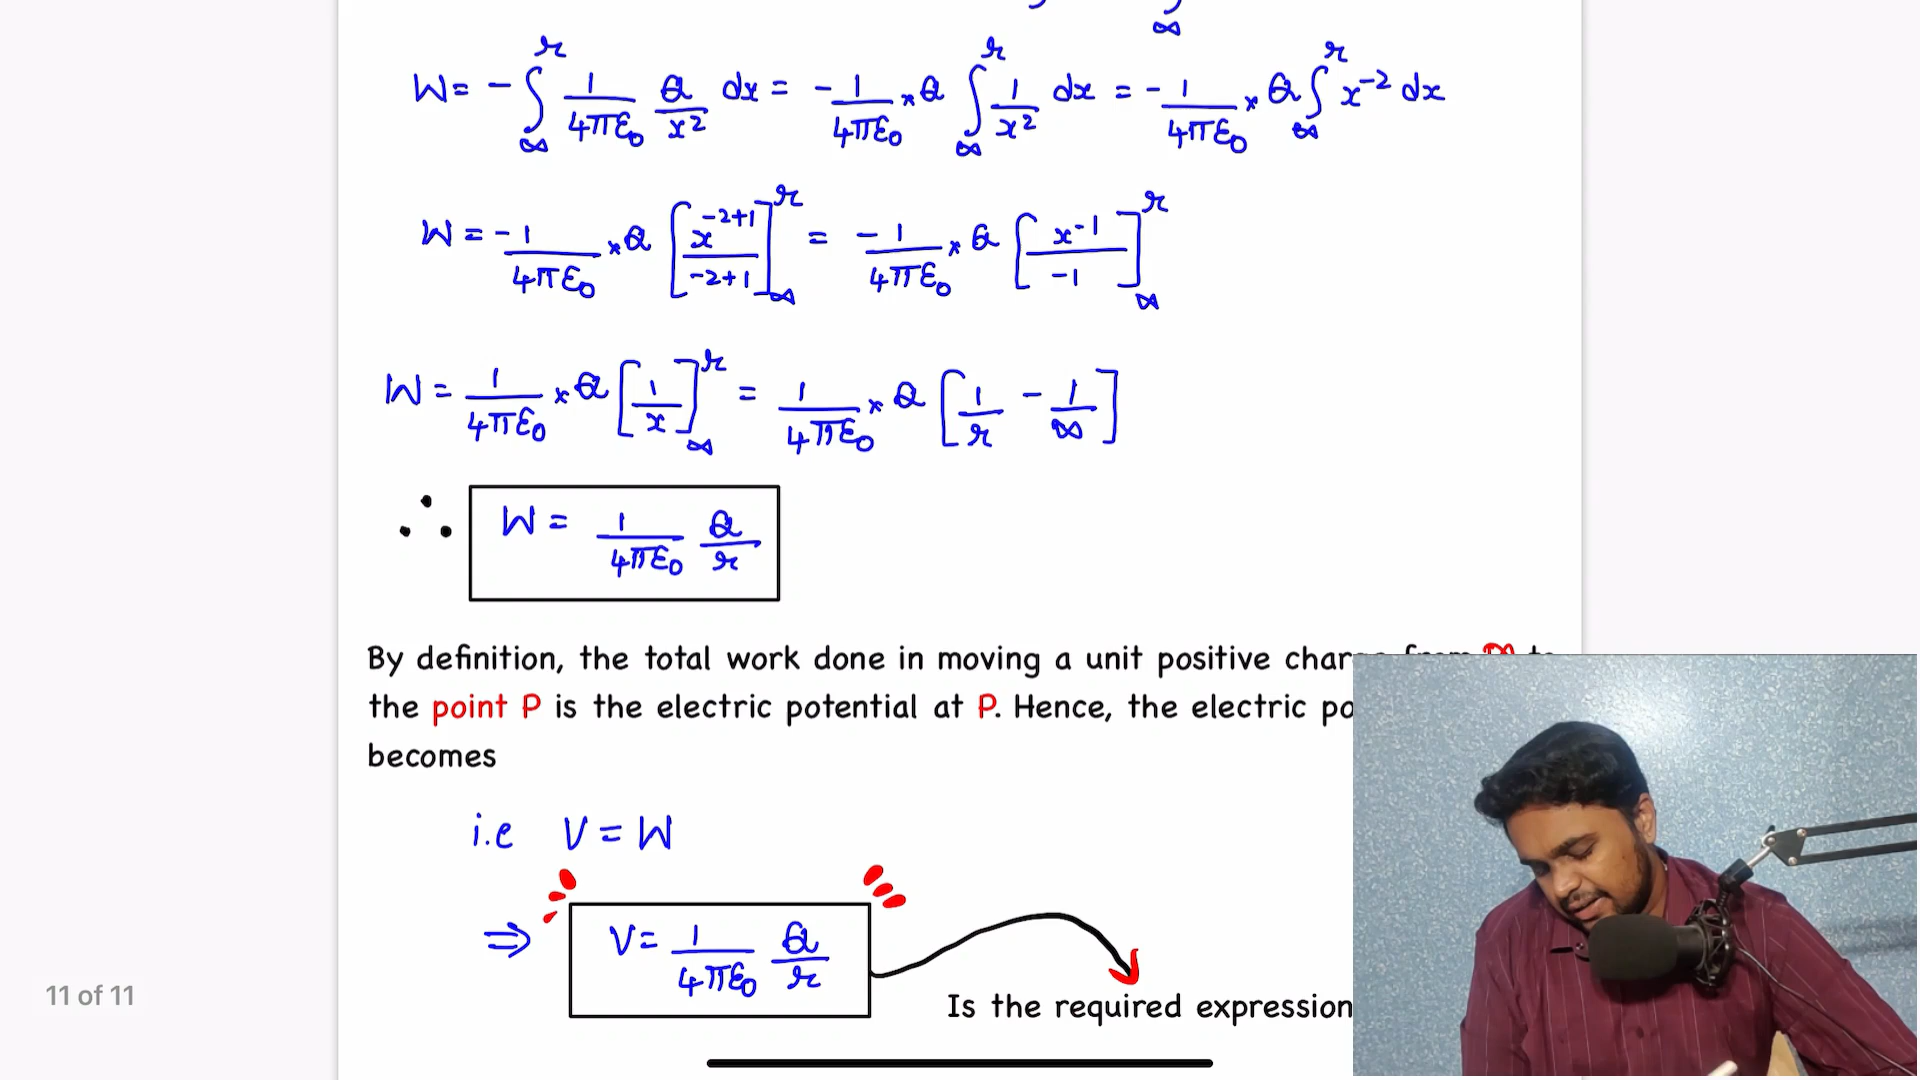 W = - ∫_∞^r 1/4πε₀ Q/x² dx = - 1/4πε₀ × Q ∫_∞^r 1/x² dx = - 1/4πε₀ × Q ∫_∞^r x⁻² dx
W = -1/4πε₀ × Q [x^(-2+1)/-2+1]_∞^r = -1/4πε₀ × Q [x⁻¹/-1]_∞^r
W = 1/4πε₀ × Q [1/x]_∞^r = 1/4πε₀ × Q [1/r - 1/∞]
∴ W = 1/4πε₀ Q/r
By definition, the total work done in moving a unit positive
the point P is the electric potential at P. Hence, the electric
becomes
i.e V = W
⇒ V = 1/4πε₀ Q/r
Is the required expression
11 of 11